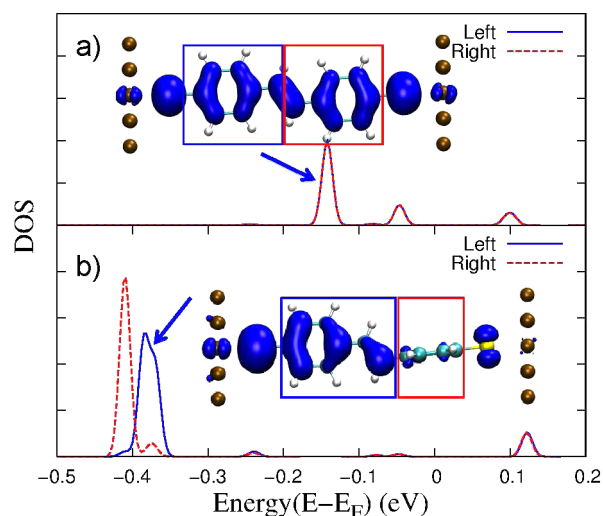 a)
Left
Right
DOS
b)
Left
Right
-0.5 -0.4 -0.3 -0.2 -0.1 0 0.1 0.2
Energy(E−E_F) (eV)